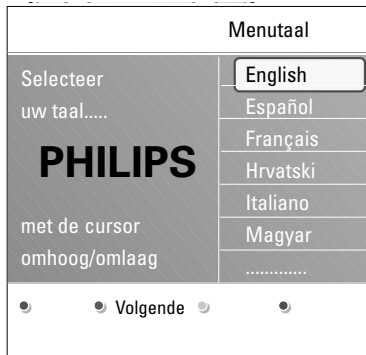 Menutaal
Selecteer
uw taal.....
PHILIPS
met de cursor
omhoog/omlaag
English
Español
Français
Hrvatski
Italiano
Magyar
.............
Volgende